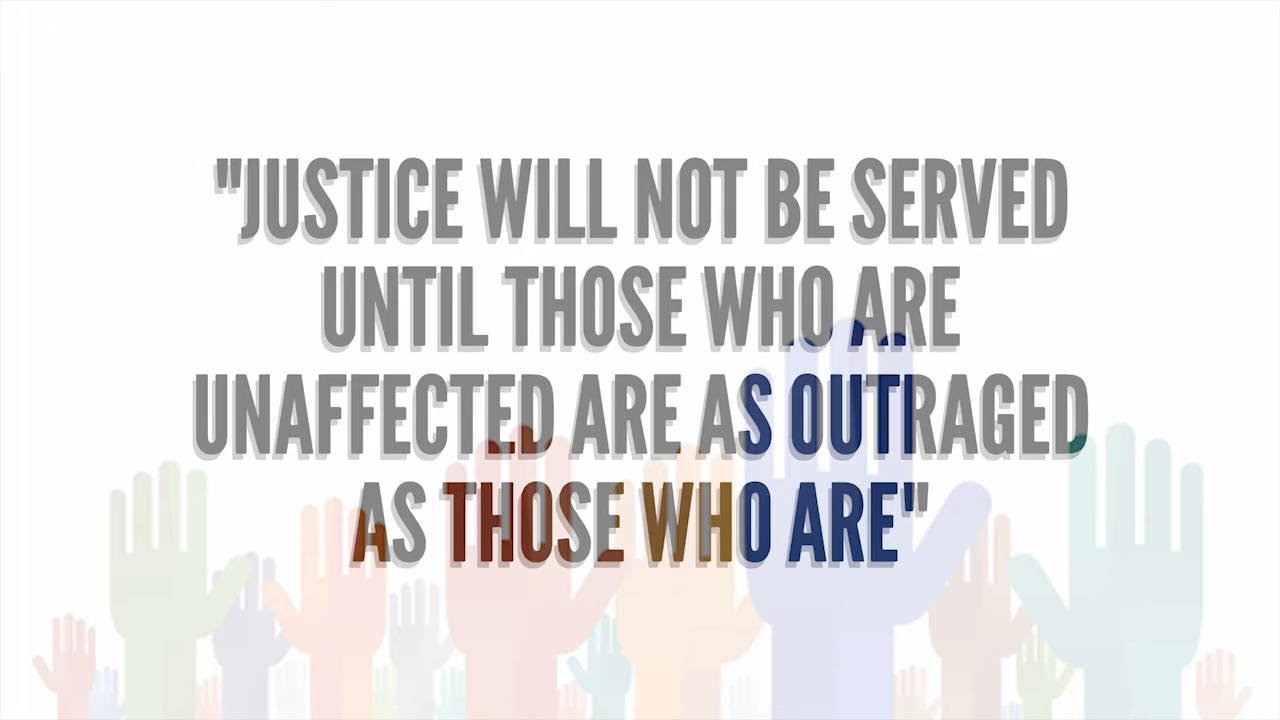 "JUSTICE WILL NOT BE SERVED
UNTIL THOSE WHO ARE
UNAFFECTED ARE AS OUTRAGED
AS THOSE WHO ARE"